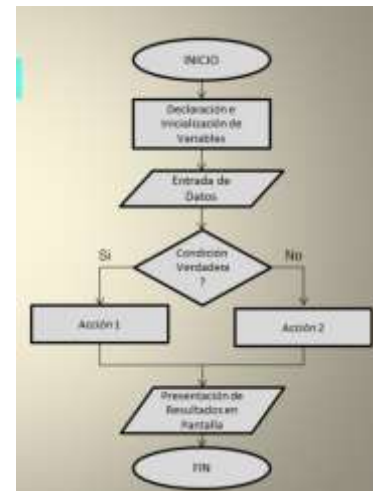 INICIO
Declaración e
Inicialización de
Variables
Entrada de
Datos
Si
Condición
Verdadera
?
No
Acción 1
Acción 2
Presentación de
Resultados en
Pantalla
FIN